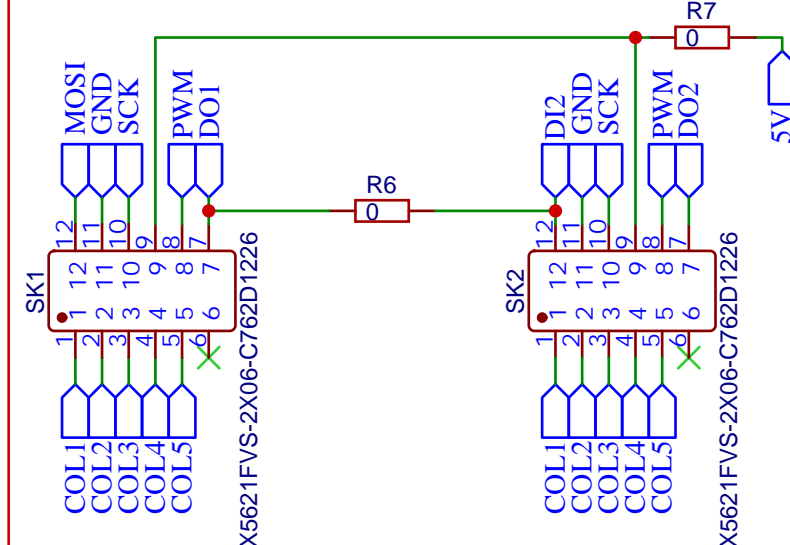 R7
0
5V
MOSI
GND
SCK
PWM
DO1
DI2
GND
SCK
PWM
DO2
R6
0
12
11
10
9
8
7
12
11
10
9
8
7
SK1
12
11
10
9
8
7
1
2
3
4
5
6
SK2
12
11
10
9
8
7
1
2
3
4
5
6
1
2
3
4
5
6
1
2
3
4
5
6
X5621FVS-2X06-C762D1226
X5621FVS-2X06-C762D1226
COL1
COL2
COL3
COL4
COL5
COL1
COL2
COL3
COL4
COL5